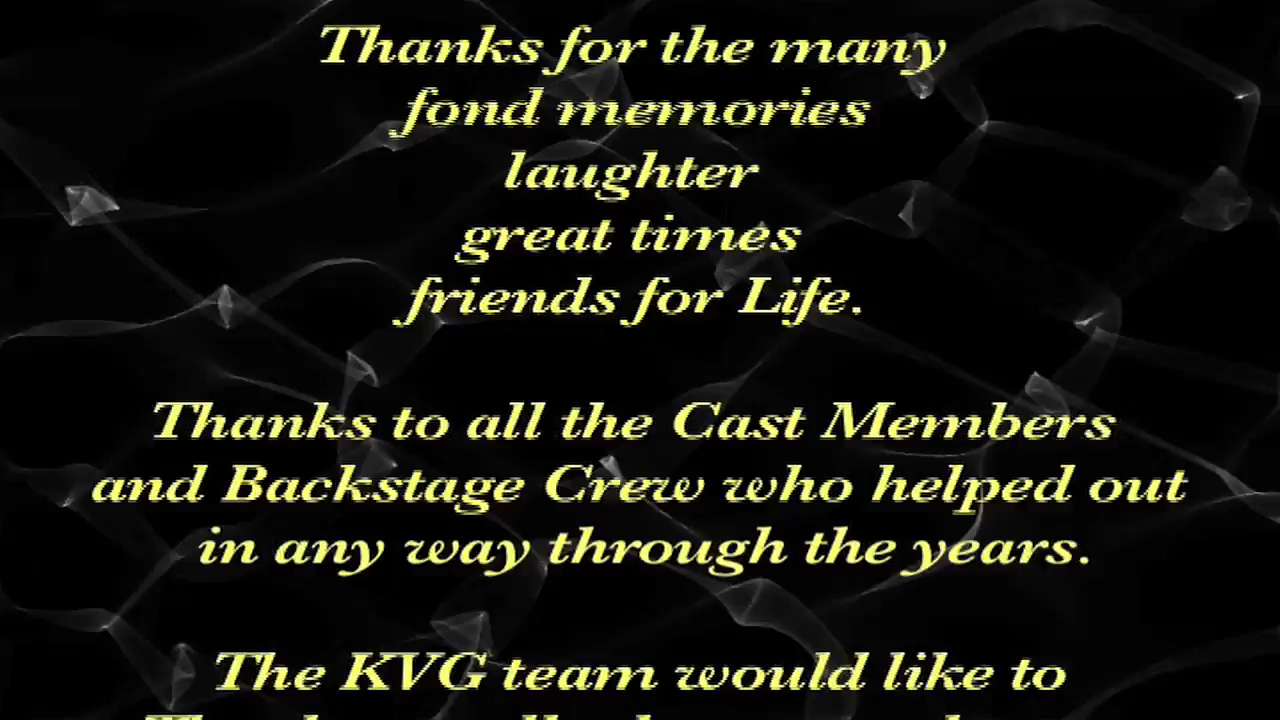 Thanks for the many
fond memories
laughter
great times
friends for Life.
Thanks to all the Cast Members
and Backstage Crew who helped out
in any way through the years.
The KVG team would like to